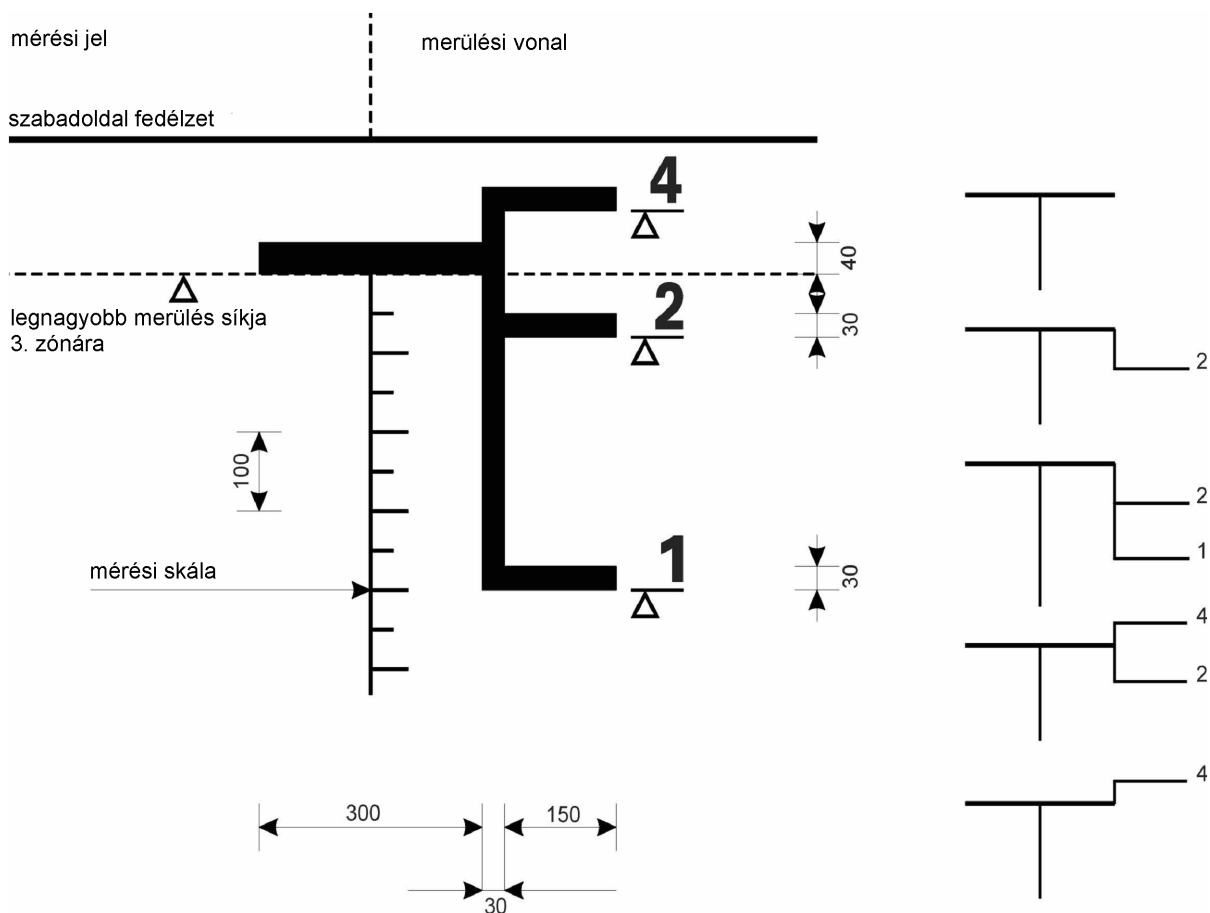 mérési jel
merülési vonal
szabadoldal fedélzet
4
40
2
30
legnagyobb merülés síkja
3. zónára
100
1
30
mérési skála
300
150
30
2
2
1
4
2
4